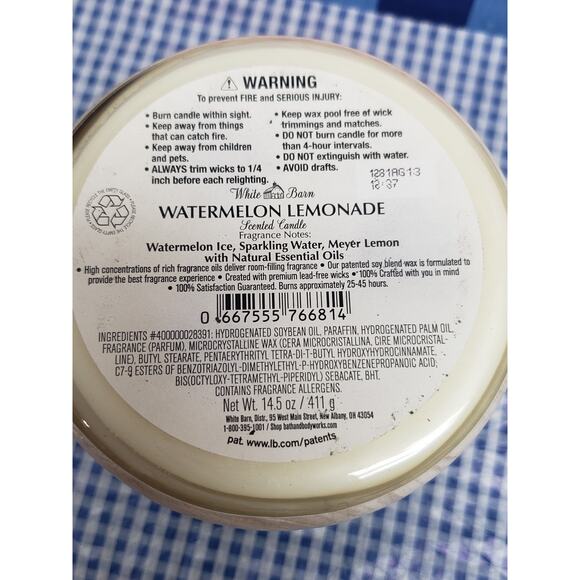 ⚠ WARNING
To prevent FIRE and SERIOUS INJURY:
• Burn candle within sight.
• Keep away from things
that can catch fire.
• Keep away from children
and pets.
• ALWAYS trim wicks to 1/4
inch before each relighting.
• Keep wax pool free of wick
trimmings and matches.
• DO NOT burn candle for more
than 4-hour intervals.
• DO NOT extinguish with water.
• AVOID drafts.
1281AG13
12:37
White Barn
WATERMELON LEMONADE
Scented Candle
Fragrance Notes:
Watermelon Ice, Sparkling Water, Meyer Lemon
with Natural Essential Oils
• High concentrations of rich fragrance oils deliver room-filling fragrance • Our patented soy blend wax is formulated to
provide the best fragrance experience • Created with premium lead-free wicks • 100% Crafted with you in mind
• 100% Satisfaction Guaranteed. Burns approximately 25-45 hours.
0 667555 766814
INGREDIENTS #400000028391: HYDROGENATED SOYBEAN OIL, PARAFFIN, HYDROGENATED PALM OIL,
FRAGRANCE (PARFUM), MICROCRYSTALLINE WAX (CERA MICROCRISTALLINA, CIRE MICROCRISTAL-
LINE), BUTYL STEARATE, PENTAERYTHRITYL TETRA-DI-T-BUTYL HYDROXYHYDROCINNAMATE,
C7-9 ESTERS OF BENZOTRIAZOLYL-DIMETHYLETHYL-P-HYDROXYBENZENEPROPANOIC ACID,
BIS(OCTYLOXY-TETRAMETHYL-PIPERIDYL) SEBACATE, BHT.
CONTAINS FRAGRANCE ALLERGENS.
Net Wt. 14.5 oz / 411 g
White Barn, Distr., 95 West Main Street, New Albany, OH 43054
1-800-395-1001 / Shop bathandbodyworks.com
pat. www.lb.com/patents